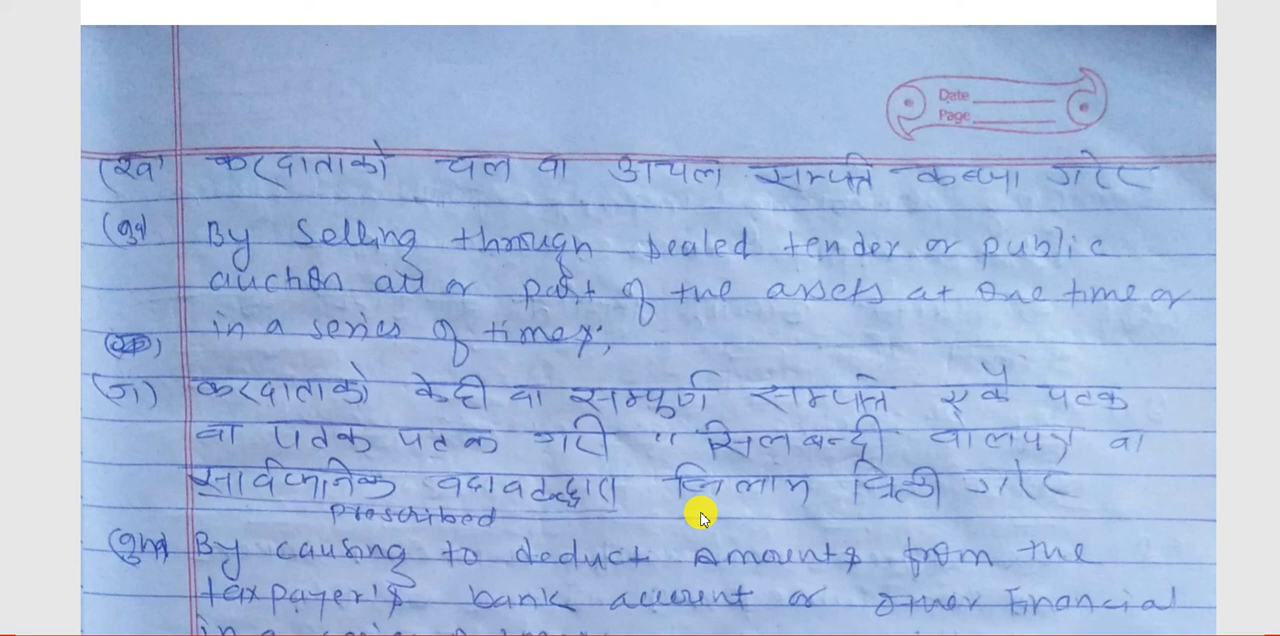 Date
Page
(ख) करदाताको चल वा अचल सम्पत्ति कब्जा गरेर
By selling through sealed tender or public
auction all or part of the assets at one time or
in a series of times;
(ग) करदाताको केही वा सम्पूर्ण सम्पत्ति एकै पटक
वा पटक पटक गरी " सिलबन्दी बोलपत्र वा
सार्वजनिक बढाबढद्धारा लिलाम बिक्री गरेर
prescribed
By causing to deduct amounts from the
taxpayer's bank account or other financial